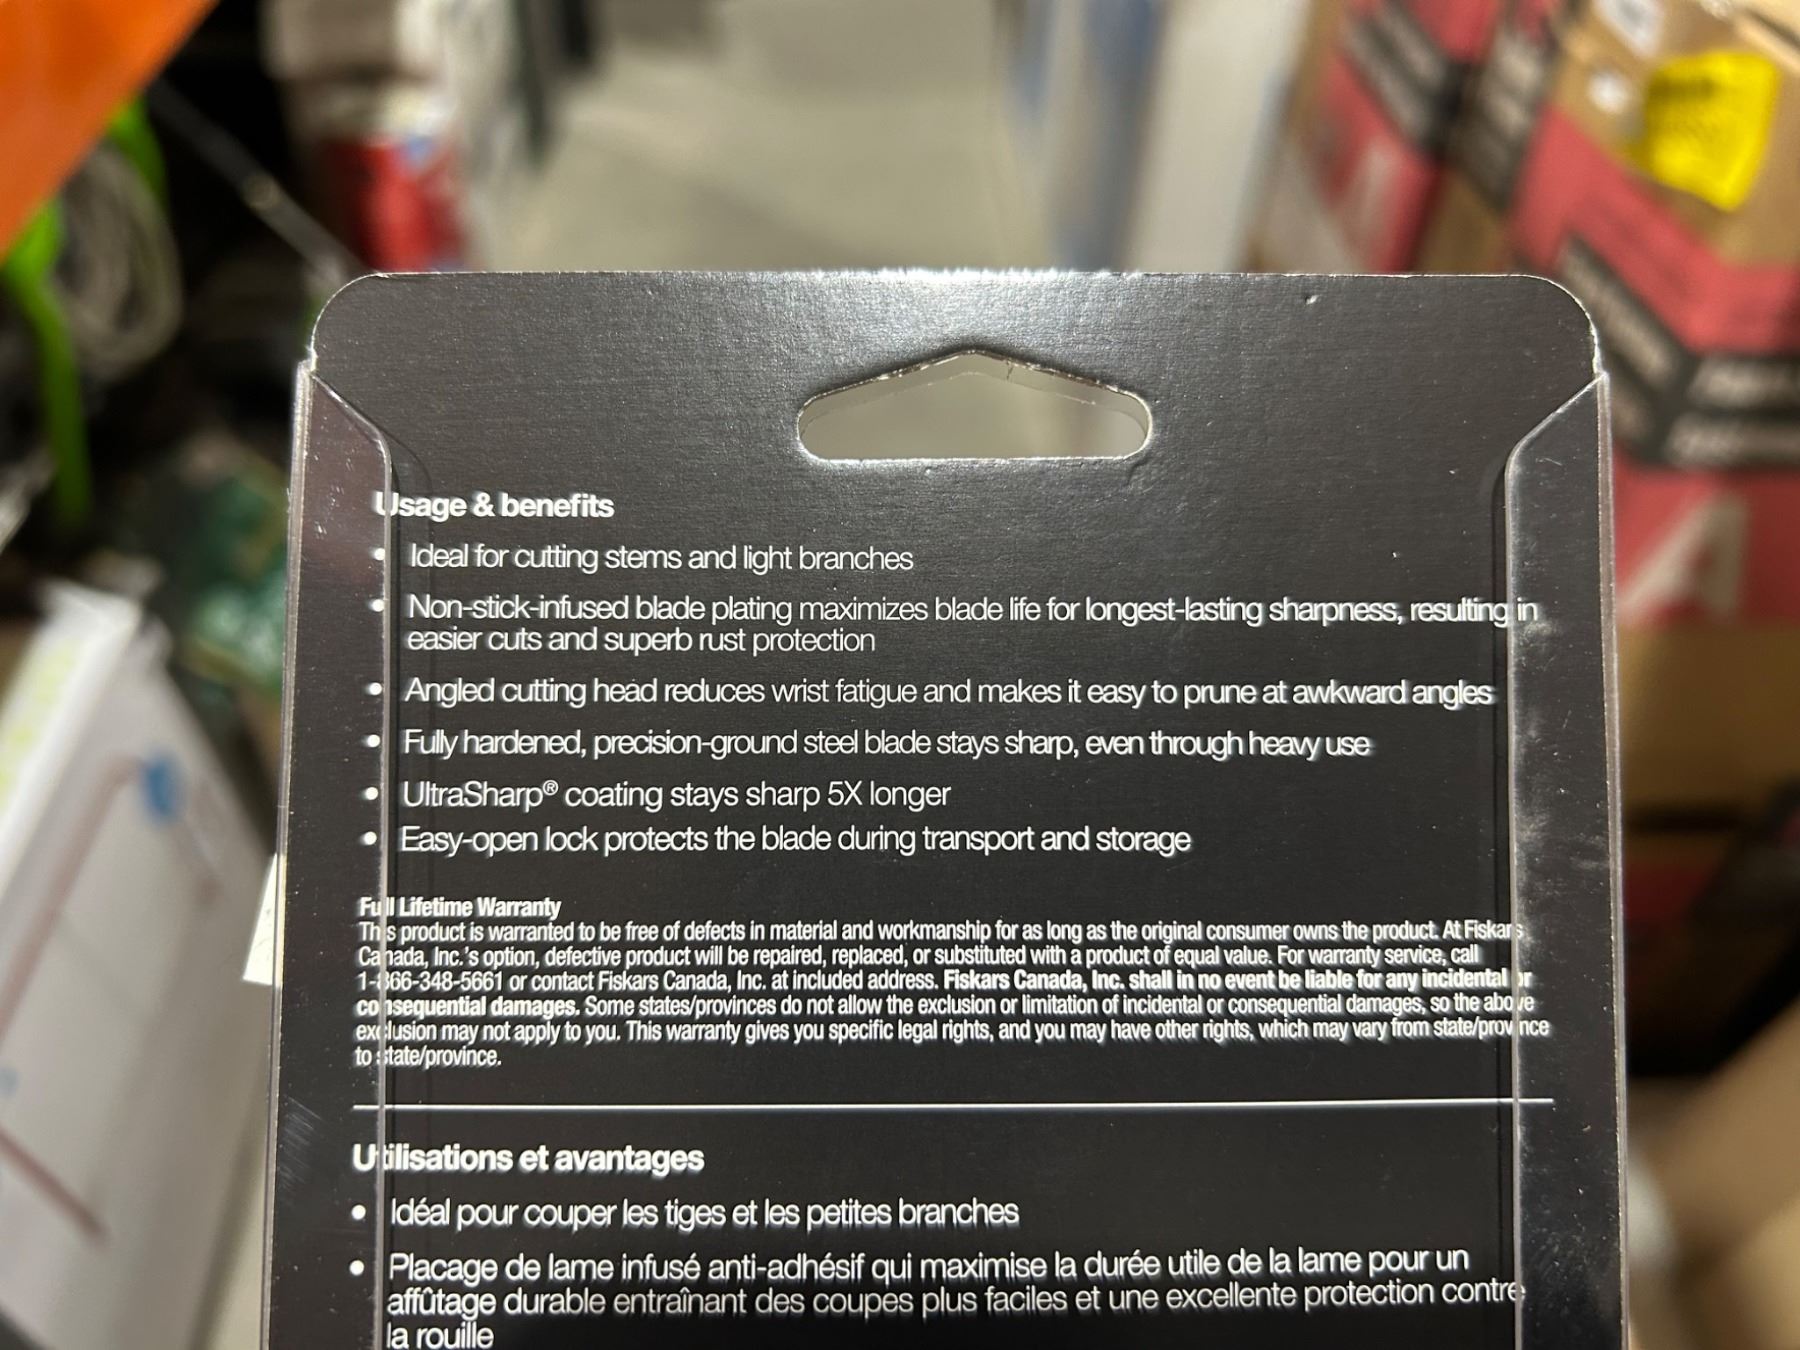 Usage & benefits
• Ideal for cutting stems and light branches
• Non-stick-infused blade plating maximizes blade life for longest-lasting sharpness, resulting in
easier cuts and superb rust protection
• Angled cutting head reduces wrist fatigue and makes it easy to prune at awkward angles
• Fully hardened, precision-ground steel blade stays sharp, even through heavy use
• UltraSharp® coating stays sharp 5X longer
• Easy-open lock protects the blade during transport and storage
Full Lifetime Warranty
This product is warranted to be free of defects in material and workmanship for as long as the original consumer owns the product. At Fiskars
Canada, Inc.'s option, defective product will be repaired, replaced, or substituted with a product of equal value. For warranty service, call
1-866-348-5661 or contact Fiskars Canada, Inc. at included address. Fiskars Canada, Inc. shall in no event be liable for any incidental or
consequential damages. Some states/provinces do not allow the exclusion or limitation of incidental or consequential damages, so the above
exclusion may not apply to you. This warranty gives you specific legal rights, and you may have other rights, which may vary from state/province
to state/province.
Utilisations et avantages
• Idéal pour couper les tiges et les petites branches
• Placage de lame infusé anti-adhésif qui maximise la durée utile de la lame pour un
affûtage durable entraînant des coupes plus faciles et une excellente protection contre
la rouille